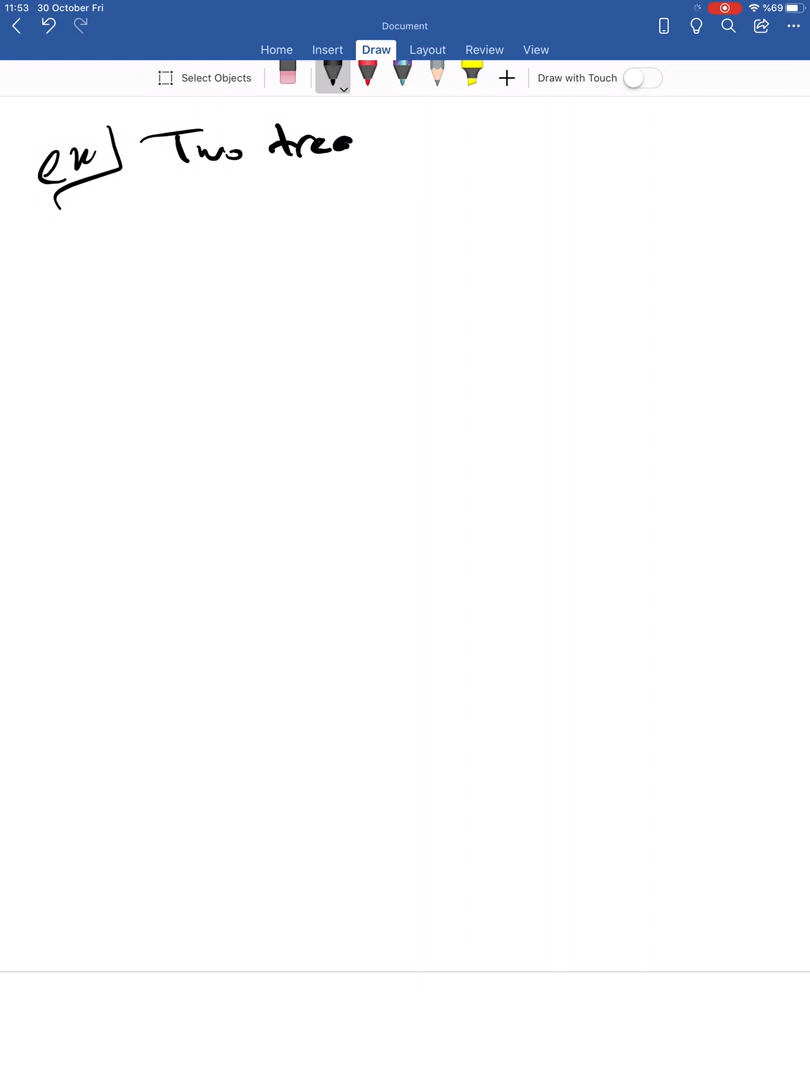 11:53 30 October Fri %69
Document
Home Insert Draw Layout Review View
Select Objects Draw with Touch
ex] Two tree